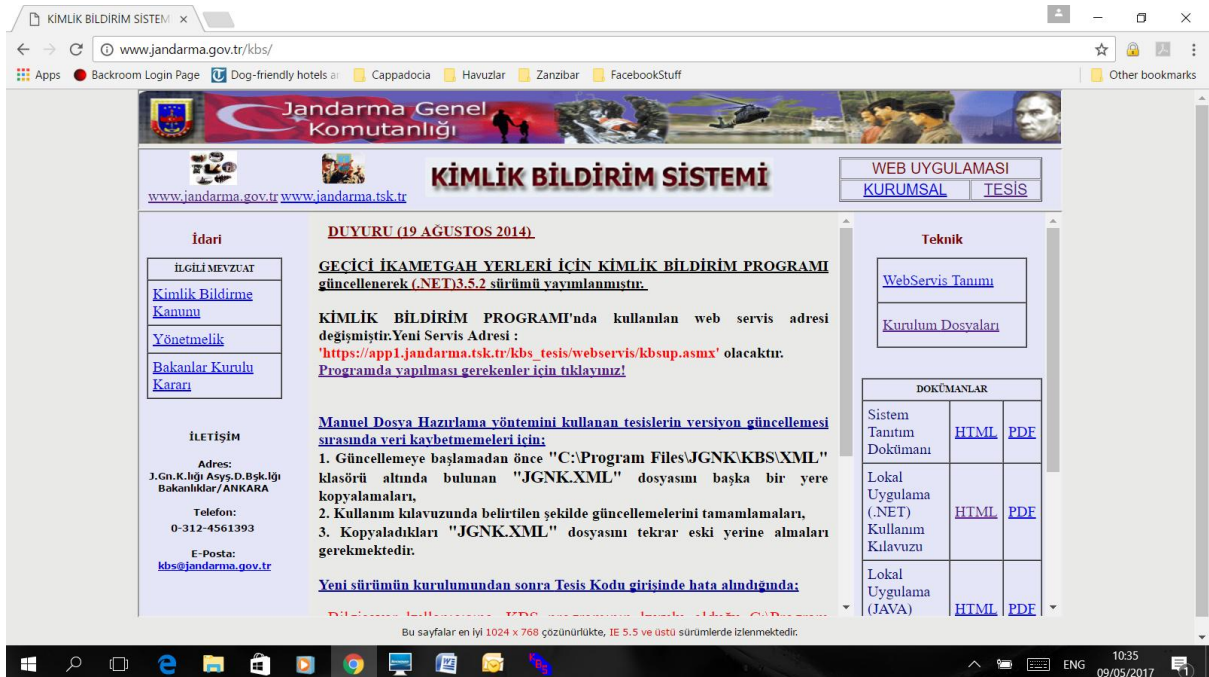 KİMLİK BİLDİRİM SİSTEM
www.jandarma.gov.tr/kbs/
Apps
Backroom Login Page
Dog-friendly hotels a
Cappadocia
Havuzlar
Zanzibar
FacebookStuff
Other bookmarks
Jandarma Genel
Komutanlığı
www.jandarma.gov.tr www.jandarma.tsk.tr
KİMLİK BİLDİRİM SİSTEMİ
WEB UYGULAMASI
KURUMSAL TESİS
İdari
İLGİLİ MEVZUAT
Kimlik Bildirme
Kanunu
Yönetmelik
Bakanlar Kurulu
Kararı
İLETİŞİM
Adres:
J.Gn.K.lığı Asyş.D.Bşk.lğı
Bakanlıklar/ANKARA
Telefon:
0-312-4561393
E-Posta:
kbs@jandarma.gov.tr
DUYURU (19 AĞUSTOS 2014)
GEÇİCİ İKAMETGAH YERLERİ İÇİN KİMLİK BİLDİRİM PROGRAMI
güncellenerek (.NET)3.5.2 sürümü yayımlanmıştır.
KİMLİK BİLDİRİM PROGRAMI'nda kullanılan web servis adresi
değişmiştir.Yeni Servis Adresi :
'https://app1.jandarma.tsk.tr/kbs_tesis/webservis/kbsup.asmx' olacaktır.
Programda yapılması gerekenler için tıklayınız!
Manuel Dosya Hazırlama yöntemini kullanan tesislerin versiyon güncellemesi
sırasında veri kaybetmemeleri için;
1. Güncellemeye başlamadan önce "C:\Program Files\JGNK\KBS\XML"
klasörü altında bulunan "JGNK.XML" dosyasını başka bir yere
kopyalamaları,
2. Kullanım kılavuzunda belirtilen şekilde güncellemelerini tamamlamaları,
3. Kopyaladıkları "JGNK.XML" dosyasını tekrar eski yerine almaları
gerekmektedir.
Yeni sürümün kurulumundan sonra Tesis Kodu girişinde hata alındığında;
Teknik
WebServis Tanımı
Kurulum Dosyaları
DOKÜMANLAR
Sistem
Tanıtım
Dokümanı
HTML PDF
Lokal
Uygulama
(.NET)
Kullanım
Kılavuzu
HTML PDF
Lokal
Uygulama
(JAVA)
HTML PDF
Bu sayfalar en iyi 1024 x 768 çözünürlükte, IE 5.5 ve üstü sürümlerde izlenmektedir.
ENG
10:35
09/05/2017